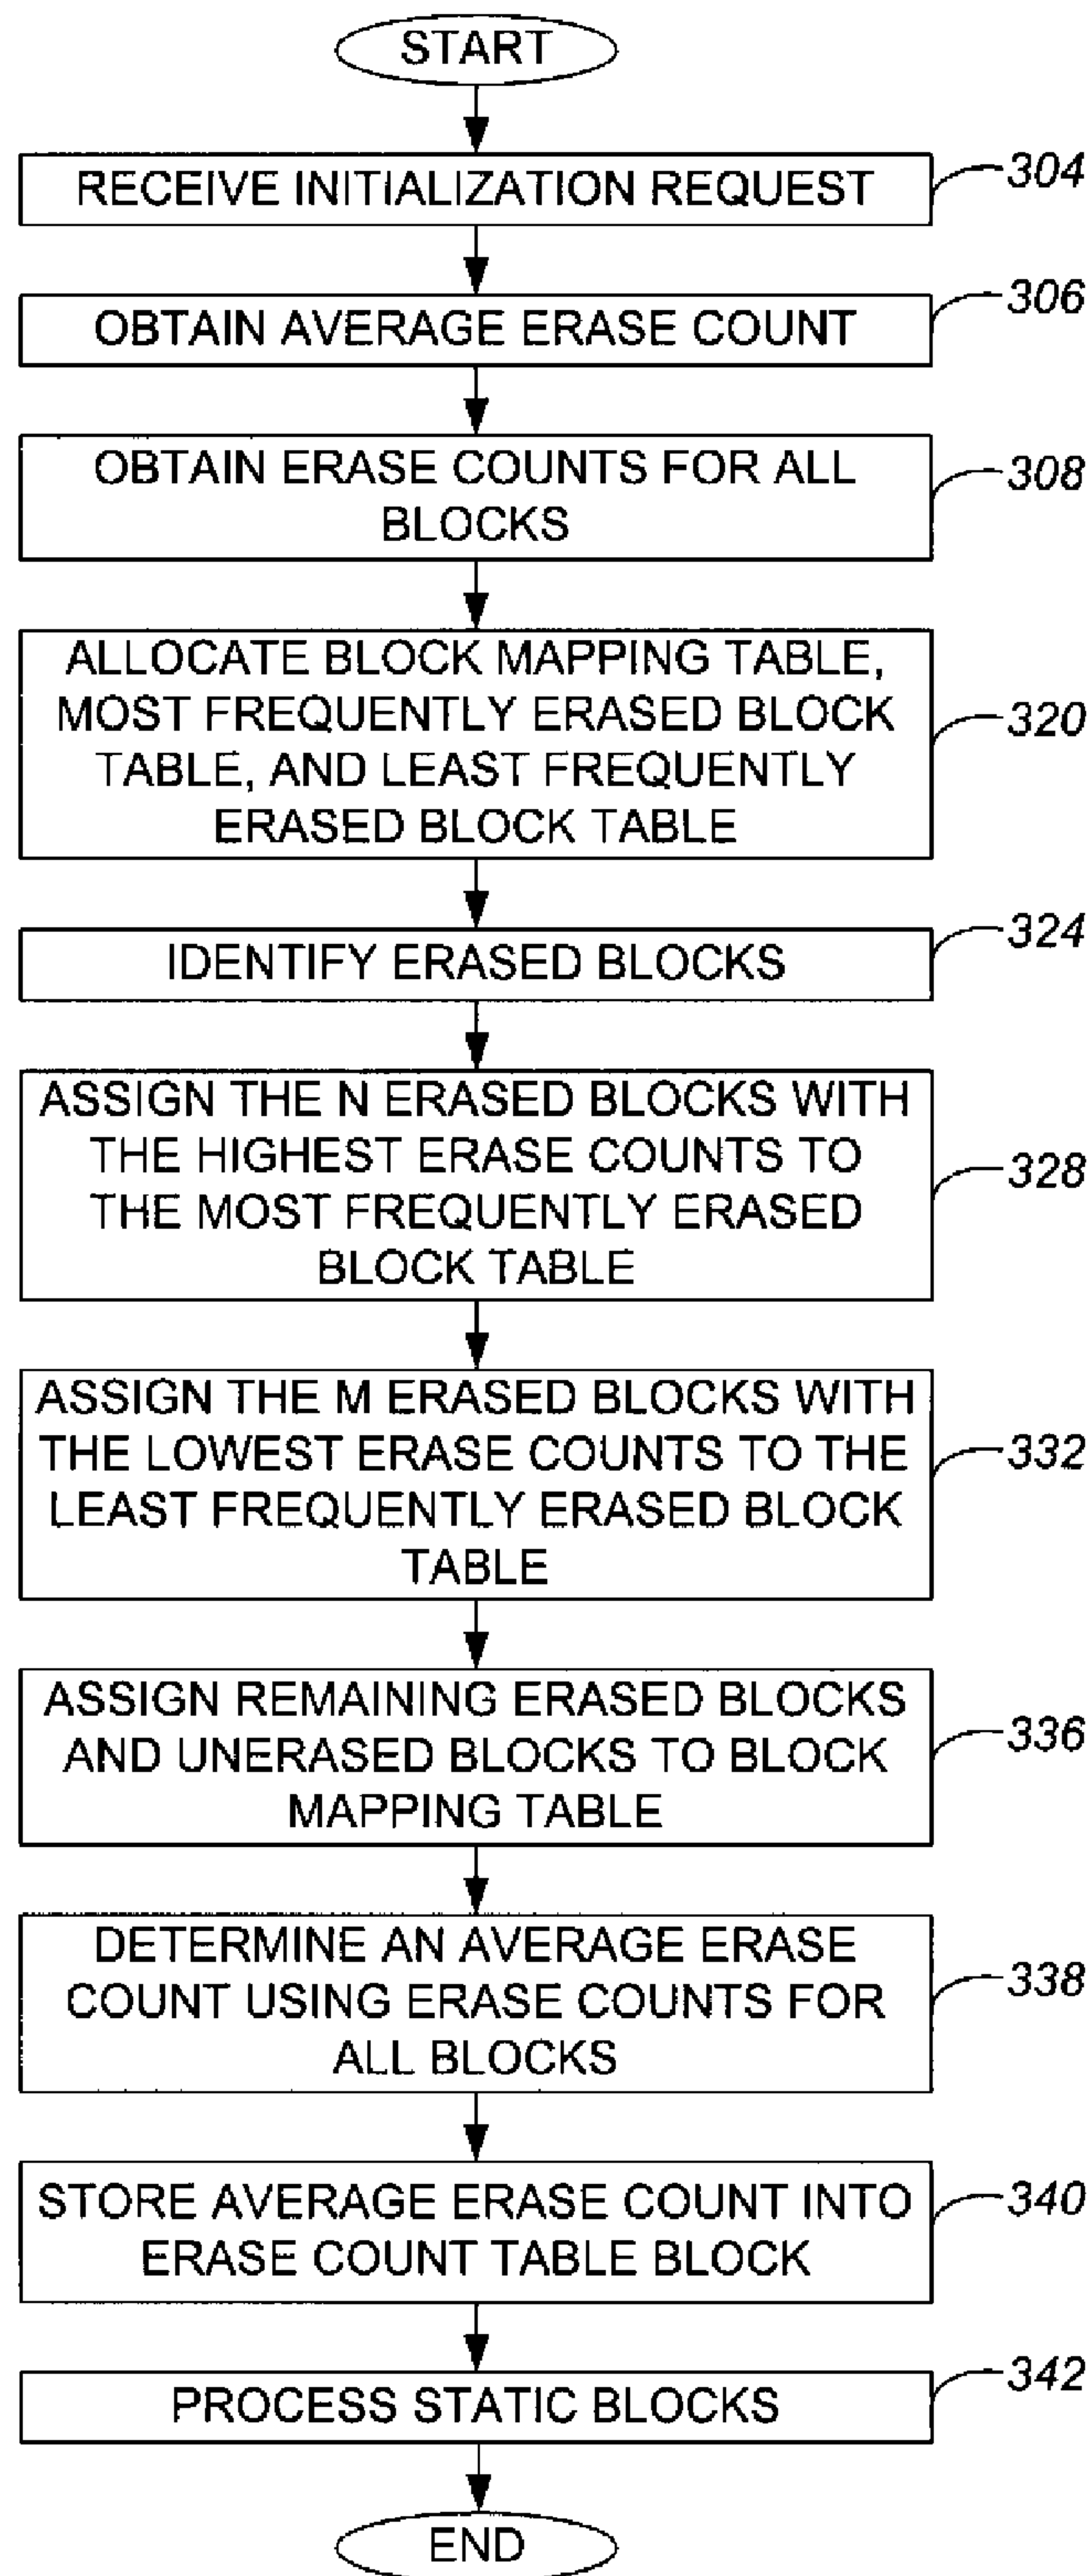 START
RECEIVE INITIALIZATION REQUEST
304
OBTAIN AVERAGE ERASE COUNT
306
OBTAIN ERASE COUNTS FOR ALL
BLOCKS
308
ALLOCATE BLOCK MAPPING TABLE,
MOST FREQUENTLY ERASED BLOCK
TABLE, AND LEAST FREQUENTLY
ERASED BLOCK TABLE
320
IDENTIFY ERASED BLOCKS
324
ASSIGN THE N ERASED BLOCKS WITH
THE HIGHEST ERASE COUNTS TO
THE MOST FREQUENTLY ERASED
BLOCK TABLE
328
ASSIGN THE M ERASED BLOCKS WITH
THE LOWEST ERASE COUNTS TO THE
LEAST FREQUENTLY ERASED BLOCK
TABLE
332
ASSIGN REMAINING ERASED BLOCKS
AND UNERASED BLOCKS TO BLOCK
MAPPING TABLE
336
DETERMINE AN AVERAGE ERASE
COUNT USING ERASE COUNTS FOR
ALL BLOCKS
338
STORE AVERAGE ERASE COUNT INTO
ERASE COUNT TABLE BLOCK
340
PROCESS STATIC BLOCKS
342
END